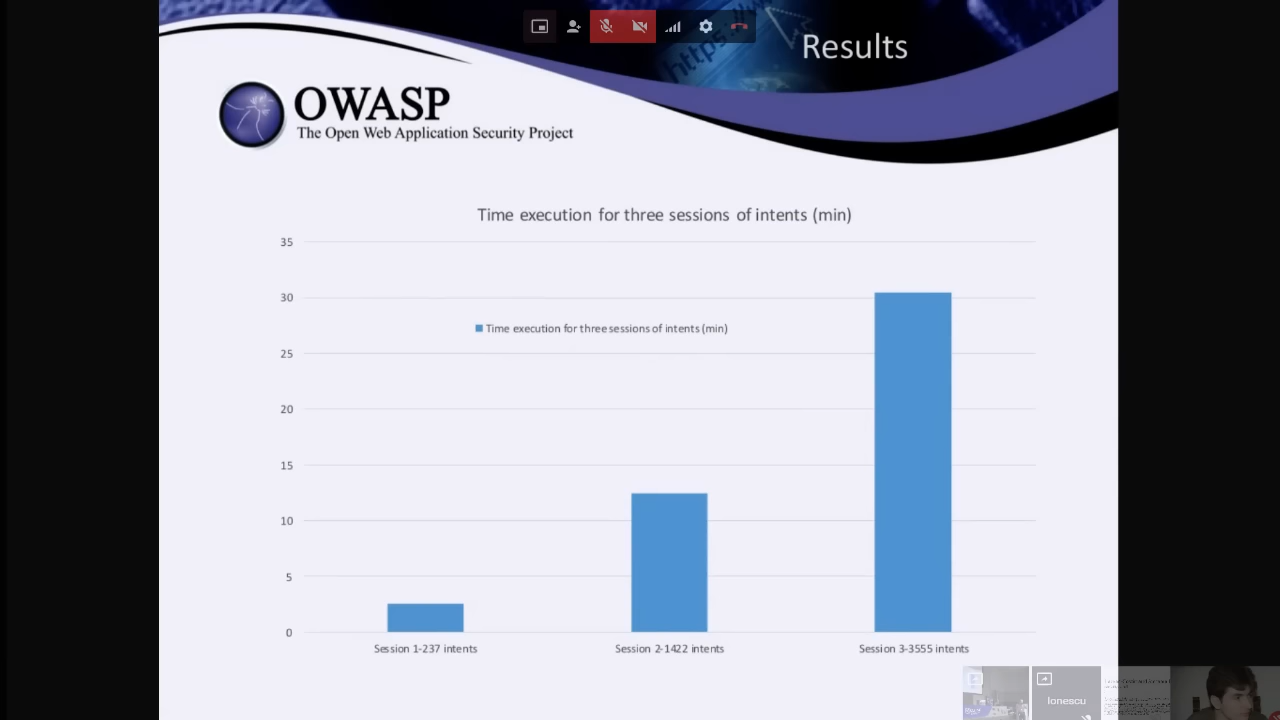 https://
Results
OWASP
The Open Web Application Security Project
Time execution for three sessions of intents (min)
35
30
Time execution for three sessions of intents (min)
25
20
15
10
5
0
Session 1-237 intents
Session 2-1422 intents
Session 3-3555 intents
Ionescu